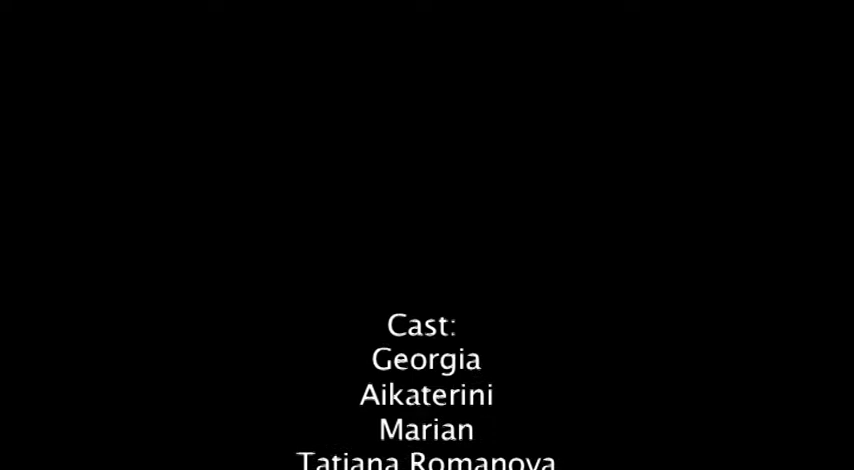 Cast:
Georgia
Aikaterini
Marian
Tatiana Romanova